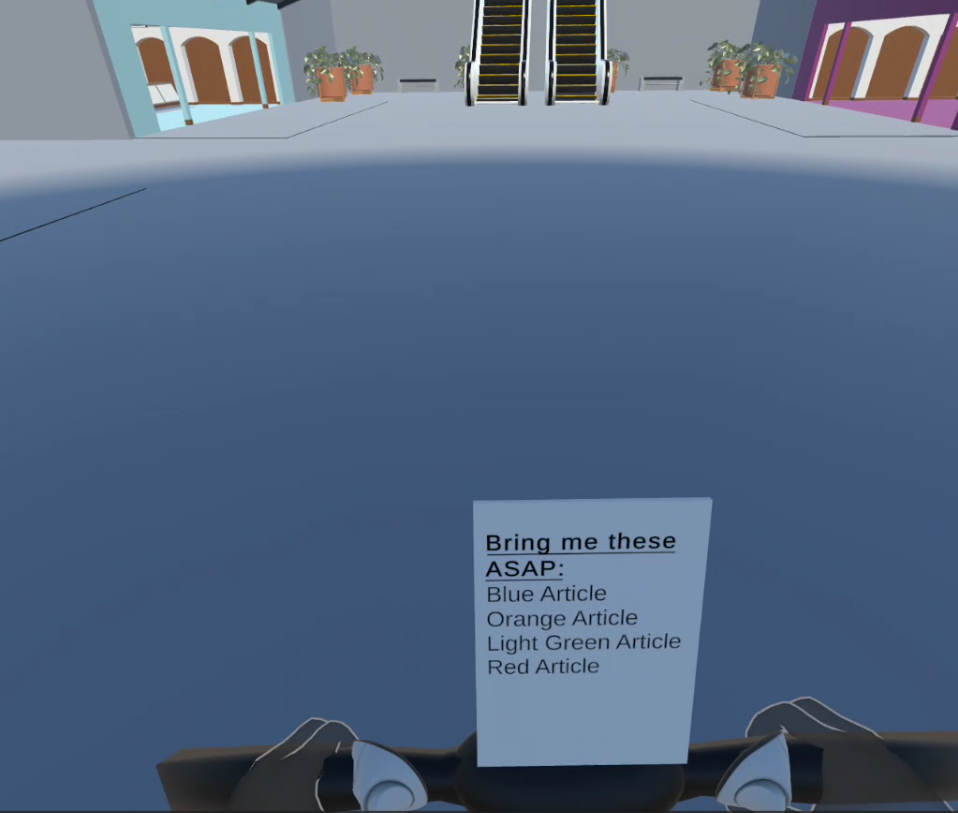 Bring me these
ASAP:
Blue Article
Orange Article
Light Green Article
Red Article